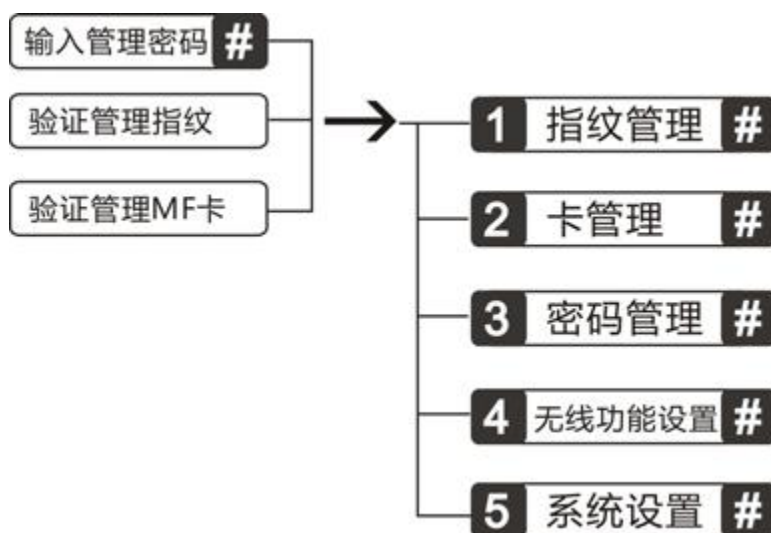 输入管理密码 #
验证管理指纹
验证管理MF卡
1 指纹管理 #
2 卡管理 #
3 密码管理 #
4 无线功能设置 #
5 系统设置 #